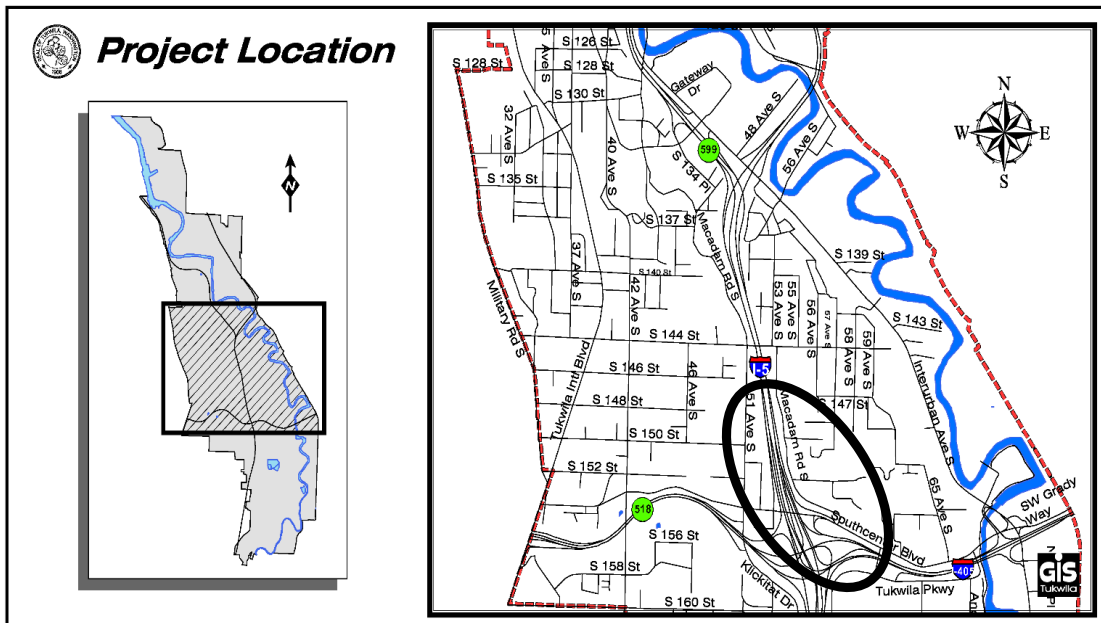 Project Location
SEAL OF TUKWILA, WASHINGTON
1908
N
S 126 St
S 128 St
S 128 St
Gateway
Dr
S 130 St
N
W
E
S
32 Ave S
40 Ave S
48 Ave S
56 Ave S
599
S 134 Pl
S 135 St
S 137 St
Macadam Rd S
S 139 St
37 Ave S
S 140 St
42 Ave S
Military Rd S
53 Ave S
55 Ave S
56 Ave S
57 Ave S
58 Ave S
59 Ave S
S 143 St
S 144 St
Tukwila Intl Blvd
I-5
Interurban Ave S
S 146 St
46 Ave S
51 Ave S
Macadam Rd S
S 147 St
S 148 St
S 150 St
S 152 St
65 Ave S
SW Grady
Way
518
Southcenter Blvd
S 156 St
S 158 St
Klickitat Dr
-405
Tukwila Pkwy
S 160 St
GIS
Tukwila